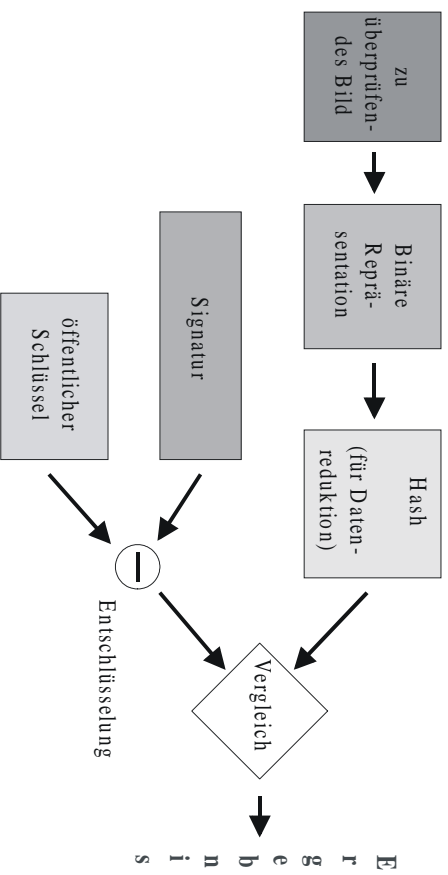 zu
überprüfen-
des Bild
Binäre
Reprä-
sentation
Hash
(für Daten-
reduktion)
Signatur
öffentlicher
Schlüssel
Entschlüsselung
Vergleich
Ergebnis